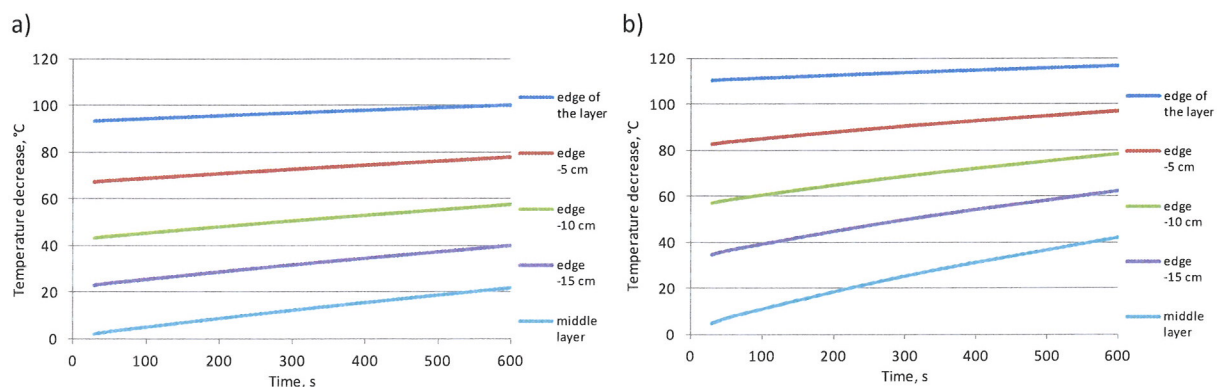 a)
Temperature decrease, °C
120
100
80
60
40
20
0
0 100 200 300 400 500 600
Time, s
edge of
the layer
edge
-5 cm
edge
-10 cm
edge
-15 cm
middle
layer
b)
Temperature decrease, °C
120
100
80
60
40
20
0
0 100 200 300 400 500 600
Time, s
edge of
the layer
edge
-5 cm
edge
-10 cm
edge
-15 cm
middle
layer